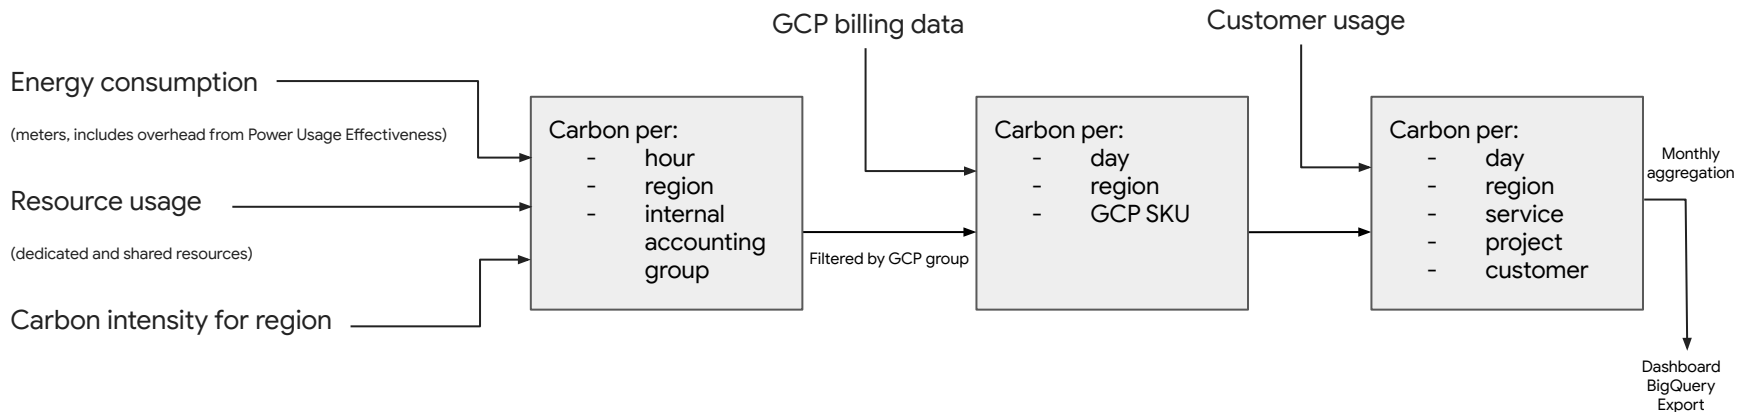 GCP billing data
Customer usage
Energy consumption
(meters, includes overhead from Power Usage Effectiveness)
Resource usage
(dedicated and shared resources)
Carbon intensity for region
Carbon per:
- hour
- region
- internal
accounting
group
Filtered by GCP group
Carbon per:
- day
- region
- GCP SKU
Carbon per:
- day
- region
- service
- project
- customer
Monthly
aggregation
Dashboard
BigQuery
Export